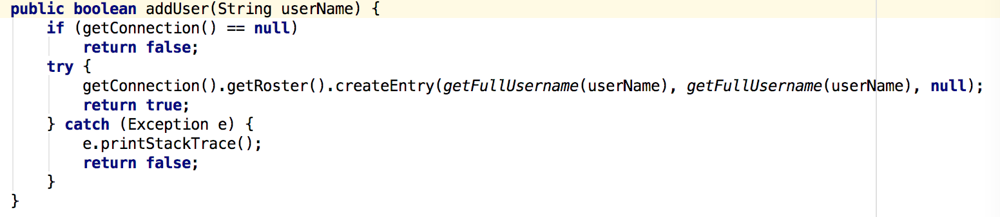 public boolean addUser(String userName) {
    if (getConnection() == null)
        return false;
    try {
        getConnection().getRoster().createEntry(getFullUsername(userName), getFullUsername(userName), null);
        return true;
    } catch (Exception e) {
        e.printStackTrace();
        return false;
    }
}